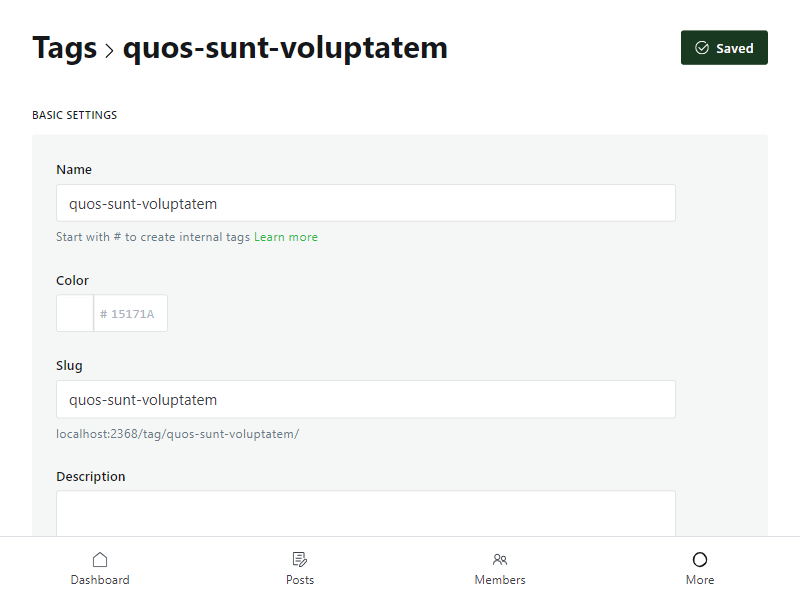 Tags > quos-sunt-voluptatem
Saved
BASIC SETTINGS
Name
quos-sunt-voluptatem
Start with # to create internal tags Learn more
Color
# 15171A
Slug
quos-sunt-voluptatem
localhost:2368/tag/quos-sunt-voluptatem/
Description
Dashboard
Posts
Members
More